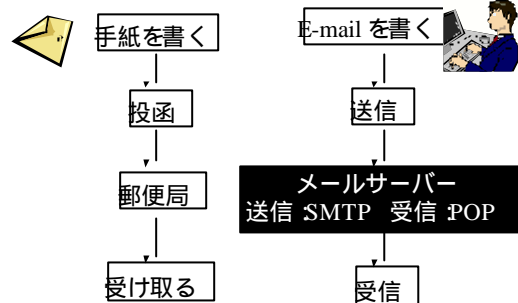 手紙を書く
投函
郵便局
受け取る
E-mail を書く
送信
メールサーバー
送信:SMTP 受信:POP
受信